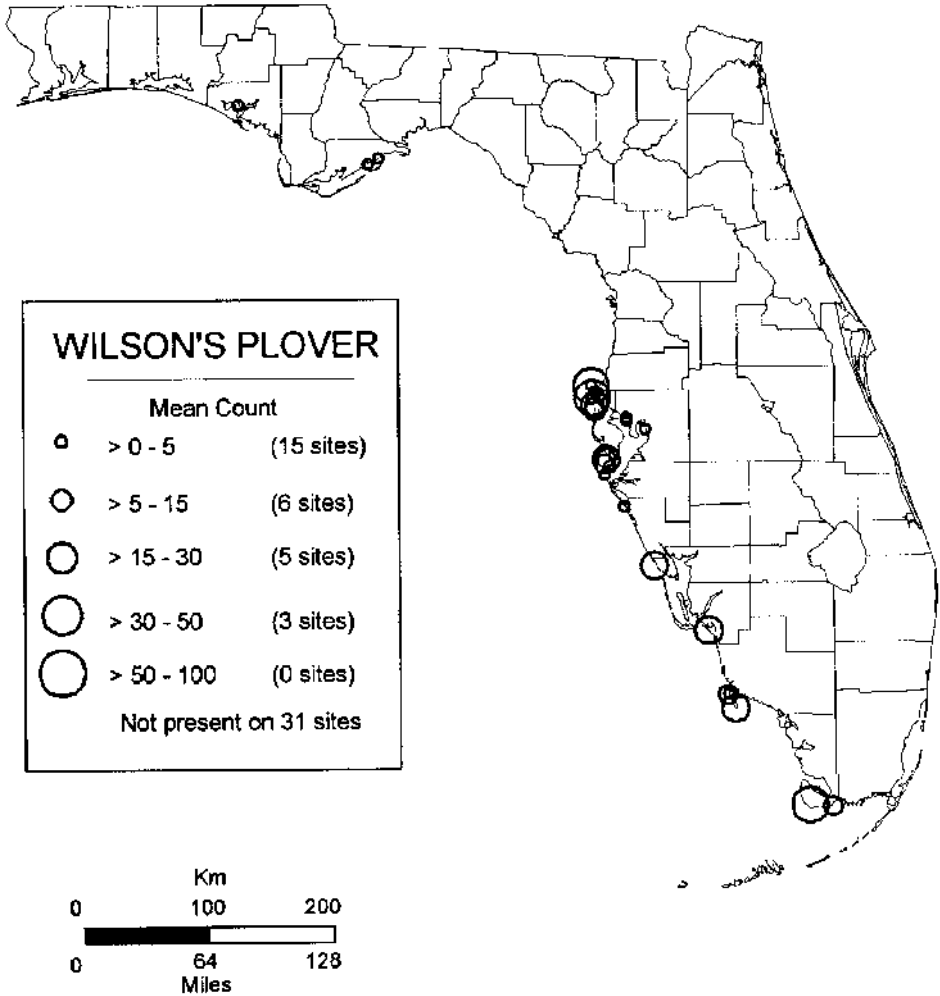 WILSON'S PLOVER
Mean Count
> 0 - 5 (15 sites)
> 5 - 15 (6 sites)
> 15 - 30 (5 sites)
> 30 - 50 (3 sites)
> 50 - 100 (0 sites)
Not present on 31 sites
Km
0 100 200
0 64 128
Miles